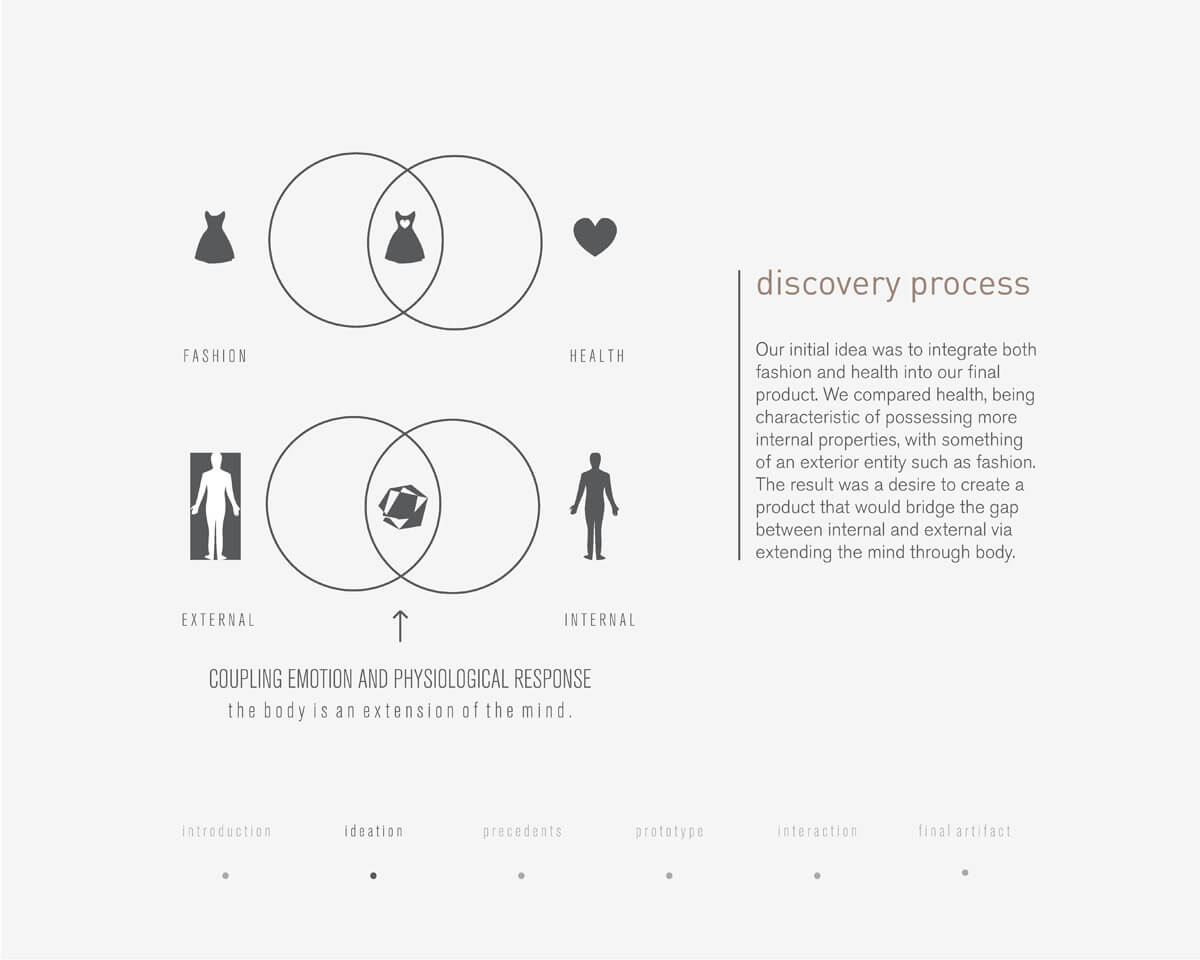 FASHION
HEALTH
EXTERNAL
INTERNAL
COUPLING EMOTION AND PHYSIOLOGICAL RESPONSE
the body is an extension of the mind.
discovery process
Our initial idea was to integrate both
fashion and health into our final
product. We compared health, being
characteristic of possessing more
internal properties, with something
of an exterior entity such as fashion.
The result was a desire to create a
product that would bridge the gap
between internal and external via
extending the mind through body.
introduction
ideation
precedents
prototype
interaction
final artifact